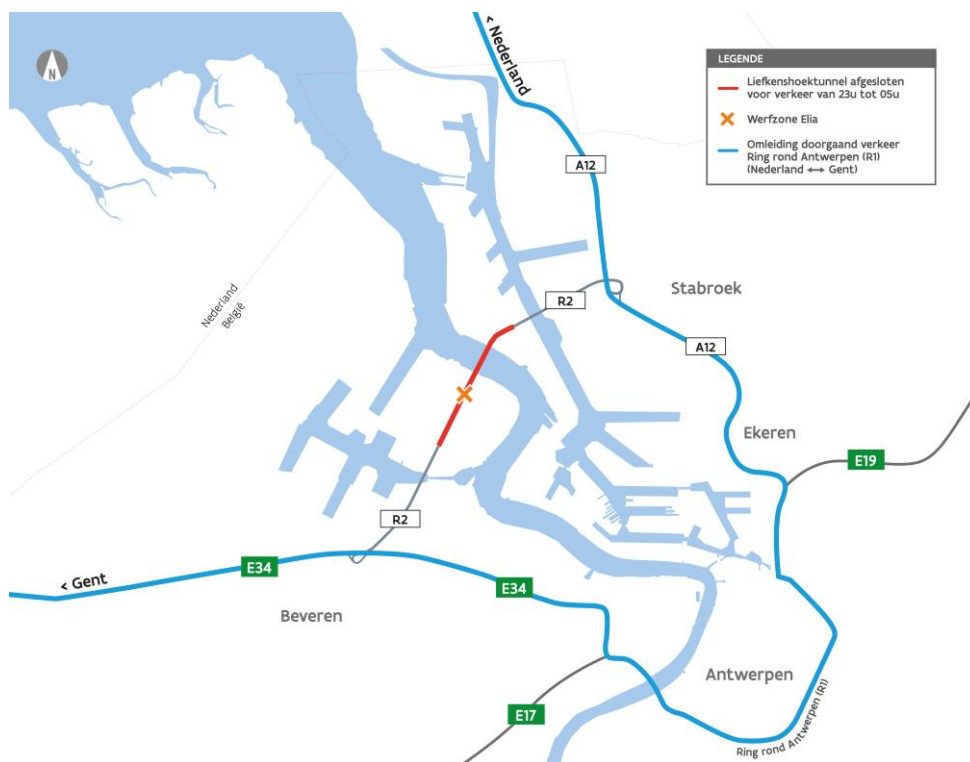 N
< Nederland
LEGENDE
Liefkenshoektunnel afgesloten
voor verkeer van 23u tot 05u
Werfzone Elia
Omleiding doorgaand verkeer
Ring rond Antwerpen (R1)
(Nederland ⟷ Gent)
A12
Stabroek
R2
Nederland
België
A12
Ekeren
E19
R2
< Gent
E34
E34
Beveren
Antwerpen
E17
Ring rond Antwerpen (R1)